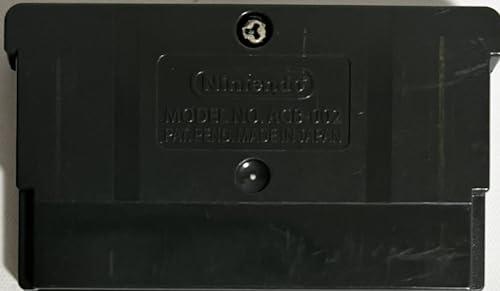 Nintendo
MODEL NO. AGB-002
PAT. PEND. MADE IN JAPAN